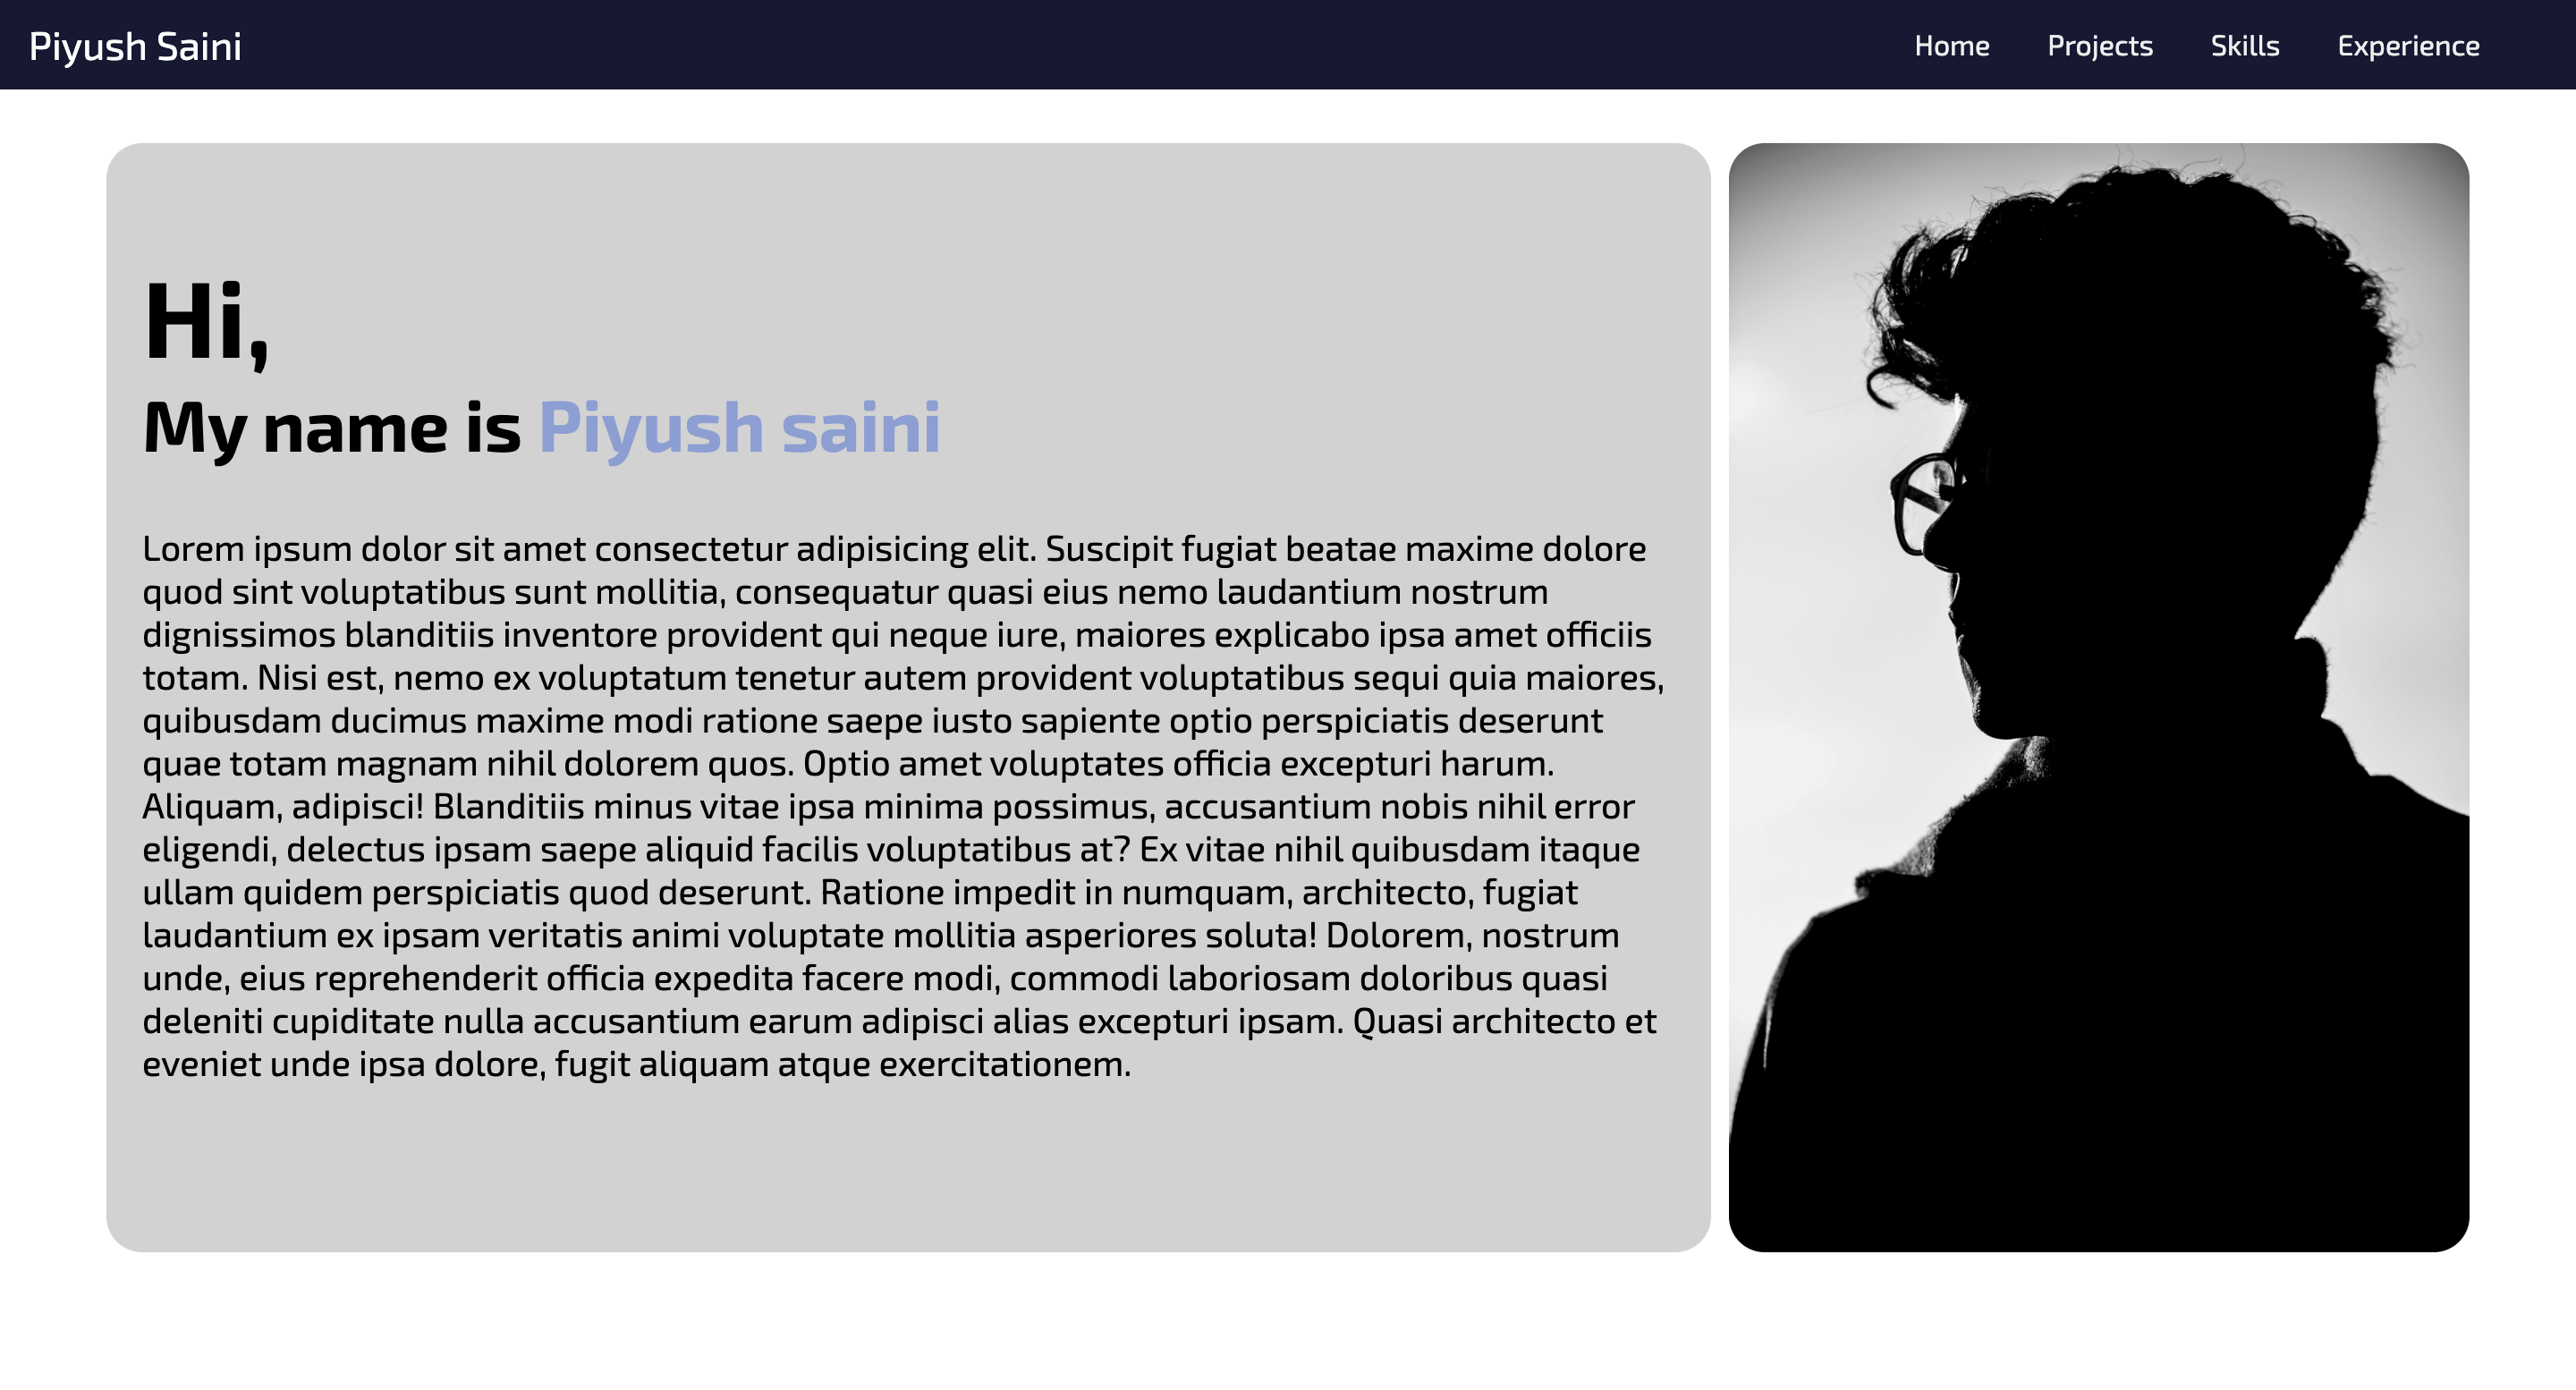 Piyush Saini
Home Projects Skills Experience
Hi,
My name is Piyush saini
Lorem ipsum dolor sit amet consectetur adipisicing elit. Suscipit fugiat beatae maxime dolore
quod sint voluptatibus sunt mollitia, consequatur quasi eius nemo laudantium nostrum
dignissimos blanditiis inventore provident qui neque iure, maiores explicabo ipsa amet officiis
totam. Nisi est, nemo ex voluptatum tenetur autem provident voluptatibus sequi quia maiores,
quibusdam ducimus maxime modi ratione saepe iusto sapiente optio perspiciatis deserunt
quae totam magnam nihil dolorem quos. Optio amet voluptates officia excepturi harum.
Aliquam, adipisci! Blanditiis minus vitae ipsa minima possimus, accusantium nobis nihil error
eligendi, delectus ipsam saepe aliquid facilis voluptatibus at? Ex vitae nihil quibusdam itaque
ullam quidem perspiciatis quod deserunt. Ratione impedit in numquam, architecto, fugiat
laudantium ex ipsam veritatis animi voluptate mollitia asperiores soluta! Dolorem, nostrum
unde, eius reprehenderit officia expedita facere modi, commodi laboriosam doloribus quasi
deleniti cupiditate nulla accusantium earum adipisci alias excepturi ipsam. Quasi architecto et
eveniet unde ipsa dolore, fugit aliquam atque exercitationem.